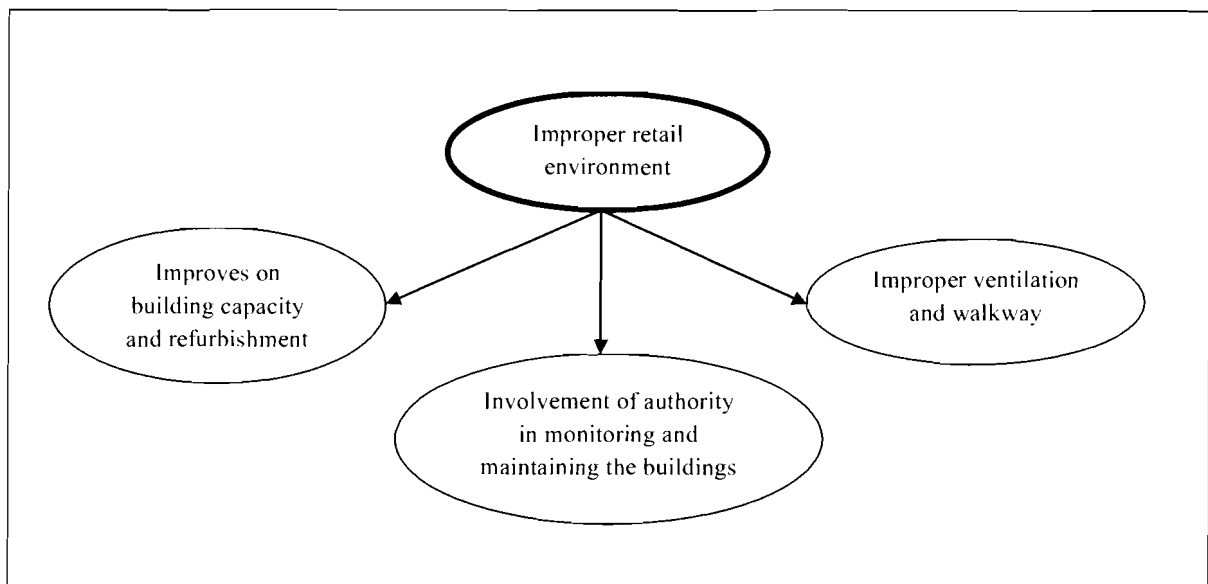 Improper retail
environment
Improves on
building capacity
and refurbishment
Improper ventilation
and walkway
Involvement of authority
in monitoring and
maintaining the buildings